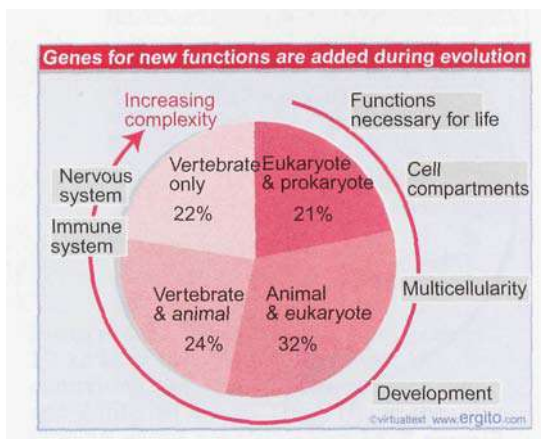 Genes for new functions are added during evolution
Increasing
complexity
Functions
necessary for life
Nervous
system
Vertebrate
only
22%
Eukaryote
& prokaryote
21%
Cell
compartments
Immune
system
Vertebrate
& animal
24%
Animal
& eukaryote
32%
Multicellularity
Development
©virtualtext www.ergito.com